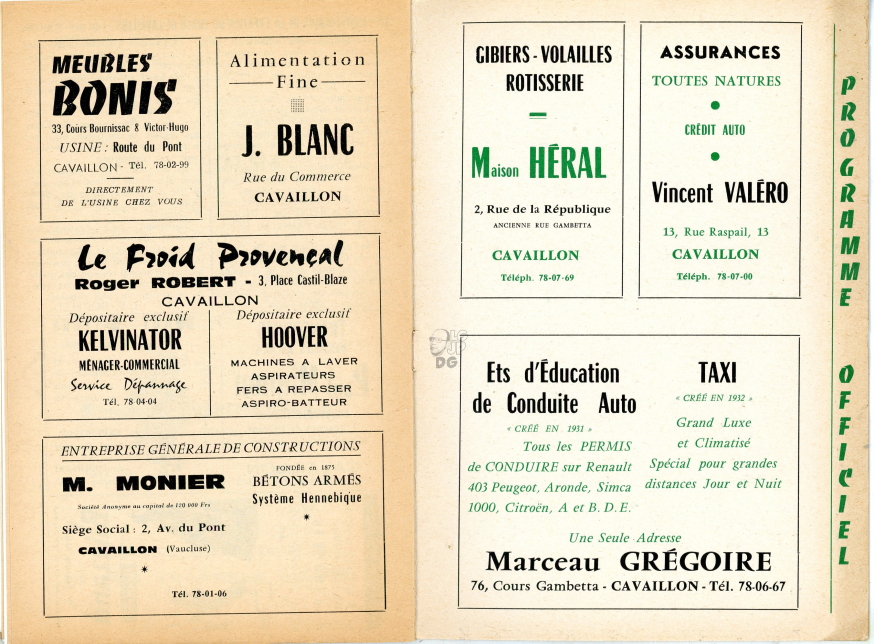 MEUBLES
BONIS
33, Cours Bournissac & Victor-Hugo
USINE : Route du Pont
CAVAILLON - Tél. 78-02-99
DIRECTEMENT
DE L'USINE CHEZ VOUS
Alimentation
Fine
J. BLANC
Rue du Commerce
CAVAILLON
Le Froid Provençal
Roger ROBERT - 3, Place Castil-Blaze
CAVAILLON
Dépositaire exclusif
KELVINATOR
MÉNAGER-COMMERCIAL
Service Dépannage
Tél. 78 04-04
Dépositaire exclusif
HOOVER
MACHINES A LAVER
ASPIRATEURS
FERS A REPASSER
ASPIRO-BATTEUR
ENTREPRISE GÉNÉRALE DE CONSTRUCTIONS
M. MONIER
Société Anonyme au capital de 120 000 Frs
Siège Social : 2, Av. du Pont
CAVAILLON (Vaucluse)
FONDÉE en 1875
BÉTONS ARMÉS
Système Hennebique
Tél. 78-01-06
GIBIERS - VOLAILLES
ROTISSERIE
Maison HÉRAL
2, Rue de la République
ANCIENNE RUE GAMBETTA
CAVAILLON
Téléph. 78-07-69
ASSURANCES
TOUTES NATURES
CRÉDIT AUTO
Vincent VALÉRO
13, Rue Raspail, 13
CAVAILLON
Téléph. 78-07-00
Ets d'Éducation
de Conduite Auto
« CRÉÉ EN 1931 »
Tous les PERMIS
de CONDUIRE sur Renault
403 Peugeot, Aronde, Simca
1000, Citroën, A et B. D. E.
TAXI
« CRÉÉ EN 1932 »
Grand Luxe
et Climatisé
Spécial pour grandes
distances Jour et Nuit
Une Seule Adresse
Marceau GRÉGOIRE
76, Cours Gambetta - CAVAILLON - Tél. 78-06-67
PROGRAMME OFFICIEL
DG